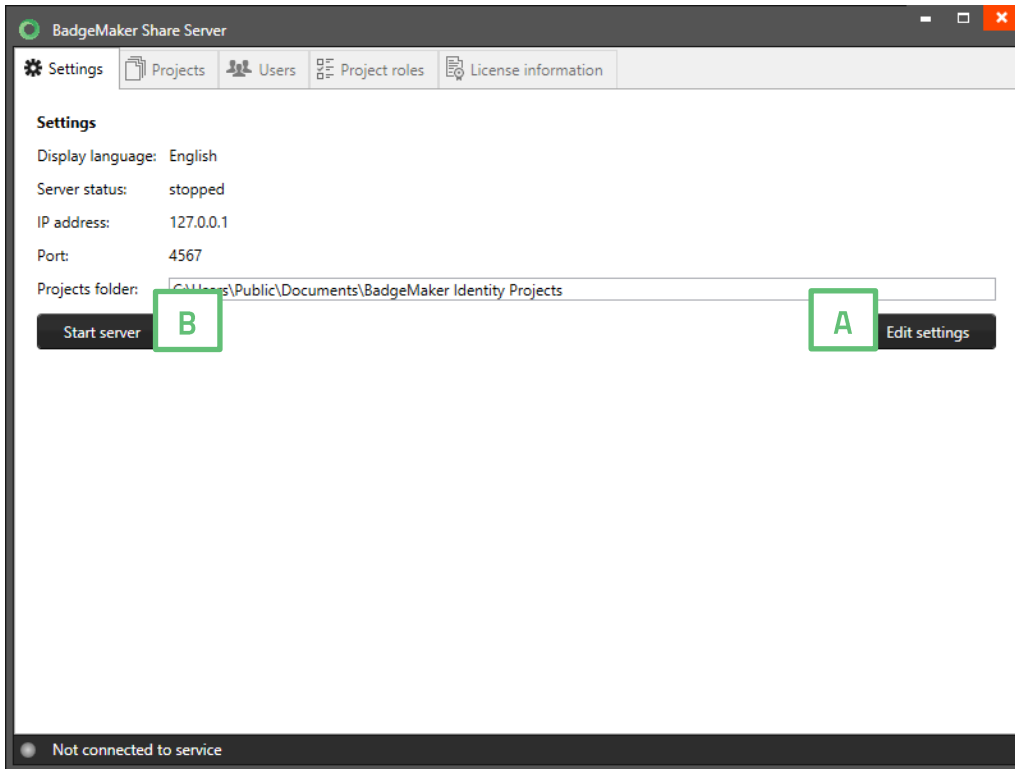 BadgeMaker Share Server
Settings Projects Users Project roles License information
Settings
Display language: English
Server status: stopped
IP address: 127.0.0.1
Port: 4567
Projects folder: C:\Users\Public\Documents\BadgeMaker Identity Projects
Start server B A Edit settings
Not connected to service